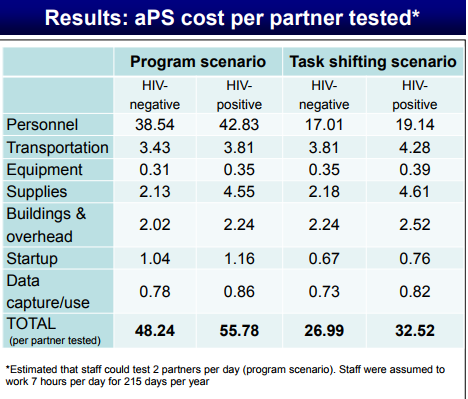 Results: aPS cost per partner tested*
Program scenario Task shifting scenario
HIV-negative HIV-positive HIV-negative HIV-positive
Personnel 38.54 42.83 17.01 19.14
Transportation 3.43 3.81 3.81 4.28
Equipment 0.31 0.35 0.35 0.39
Supplies 2.13 4.55 2.18 4.61
Buildings & overhead 2.02 2.24 2.24 2.52
Startup 1.04 1.16 0.67 0.76
Data capture/use 0.78 0.86 0.73 0.82
TOTAL (per partner tested) 48.24 55.78 26.99 32.52
*Estimated that staff could test 2 partners per day (program scenario). Staff were assumed to
work 7 hours per day for 215 days per year